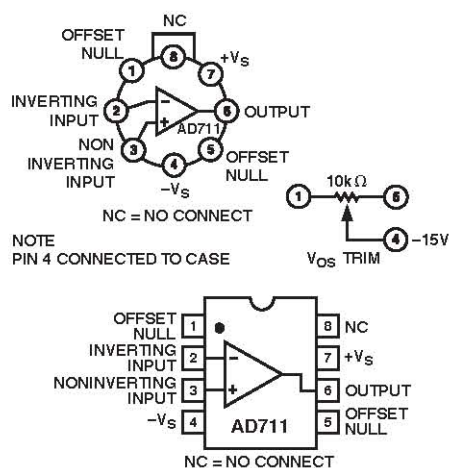 NC
OFFSET
NULL
1
8
7
+VS
INVERTING
INPUT
2
6
OUTPUT
AD711
NON
INVERTING
INPUT
3
5
OFFSET
NULL
4
−VS
NC = NO CONNECT
NOTE
PIN 4 CONNECTED TO CASE
10kΩ
1
5
4
−15V
VOS TRIM
OFFSET
NULL
1
8
NC
INVERTING
INPUT
2
7
+VS
NONINVERTING
INPUT
3
6
OUTPUT
−VS
4
5
OFFSET
NULL
AD711
NC = NO CONNECT